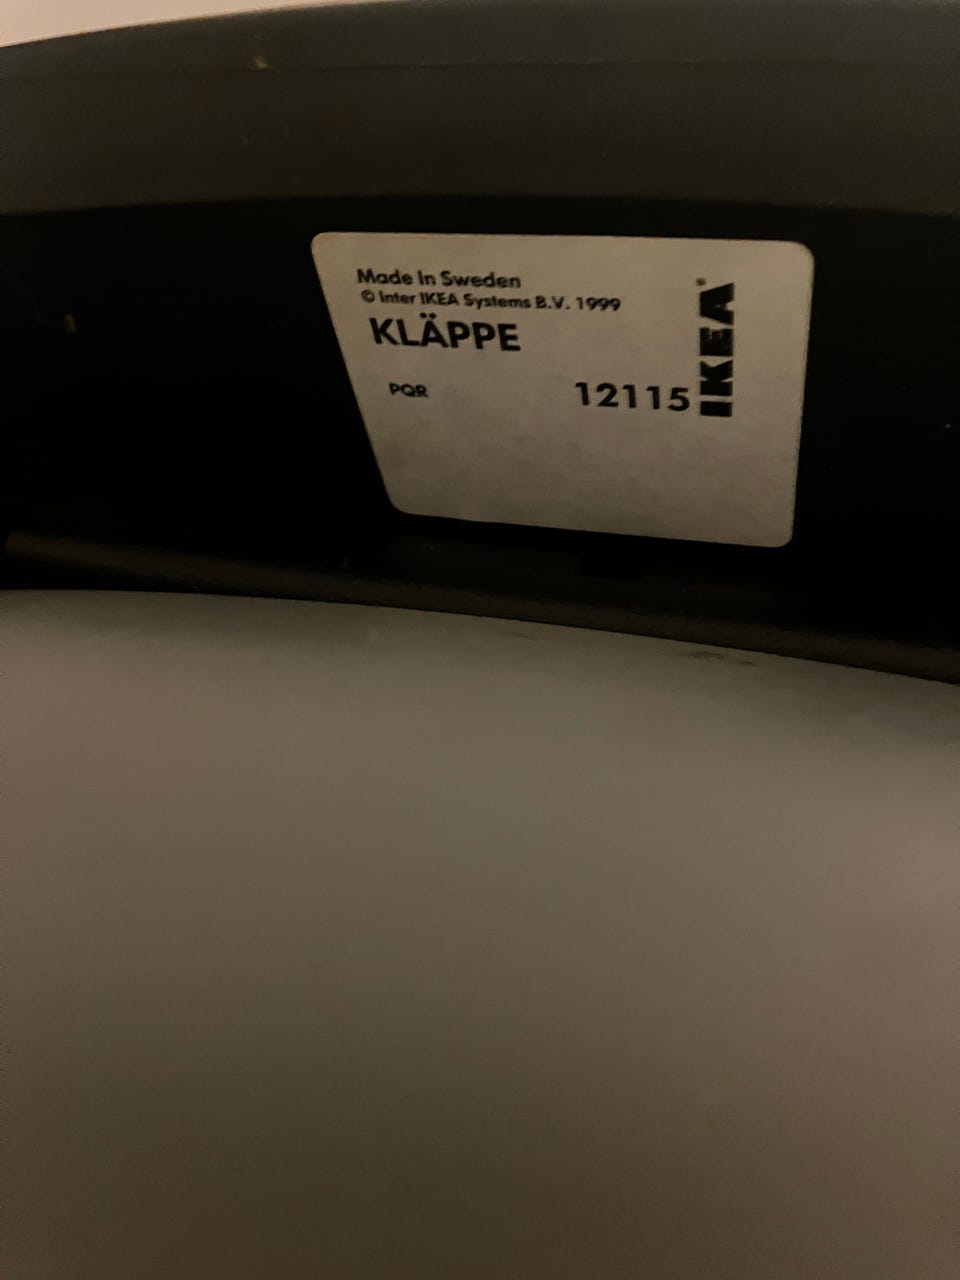 Made In Sweden
© Inter IKEA Systems B.V. 1999
KLÄPPE
PQR 12115
IKEA®